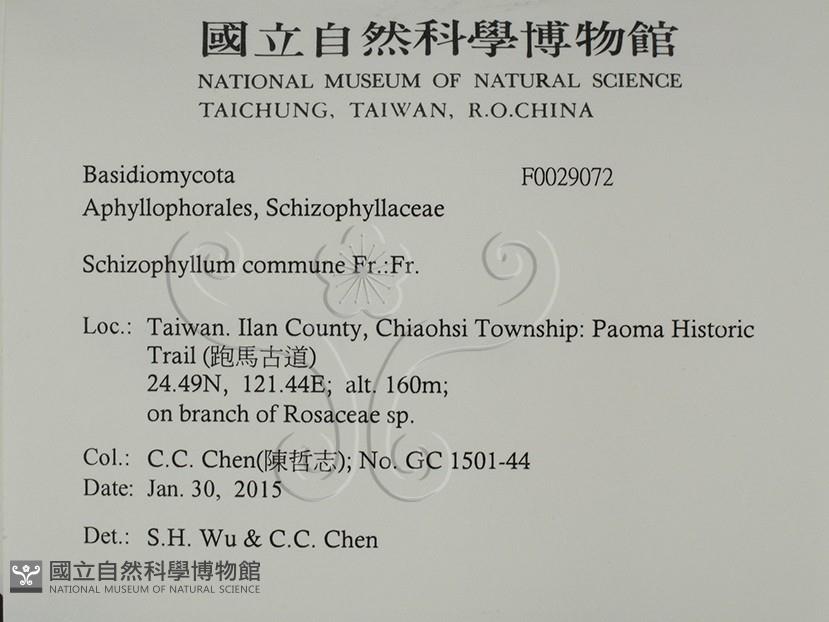 國立自然科學博物館
NATIONAL MUSEUM OF NATURAL SCIENCE
TAICHUNG, TAIWAN, R.O.CHINA
Basidiomycota F0029072
Aphyllophorales, Schizophyllaceae
Schizophyllum commune Fr.:Fr.
Loc.: Taiwan. Ilan County, Chiaohsi Township: Paoma Historic
Trail (跑馬古道)
24.49N, 121.44E; alt. 160m;
on branch of Rosaceae sp.
Col.: C.C. Chen(陳哲志); No. GC 1501-44
Date: Jan. 30, 2015
Det.: S.H. Wu & C.C. Chen
國立自然科學博物館
NATIONAL MUSEUM OF NATURAL SCIENCE